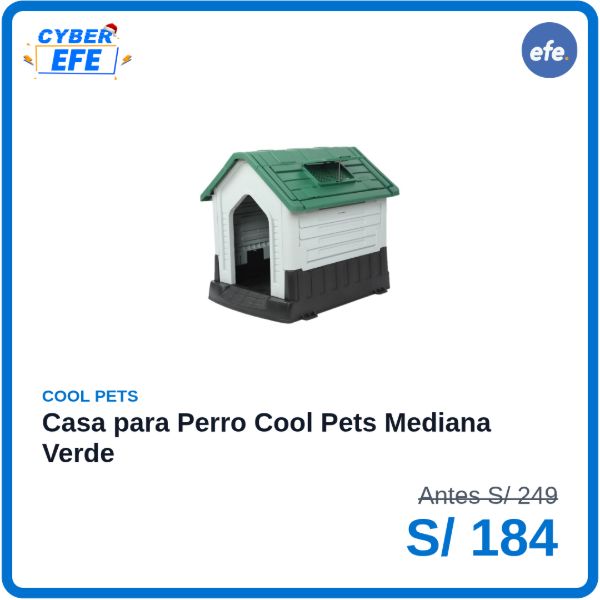 CYBER
EFE
efe.
COOL PETS
Casa para Perro Cool Pets Mediana
Verde
Antes S/ 249
S/ 184